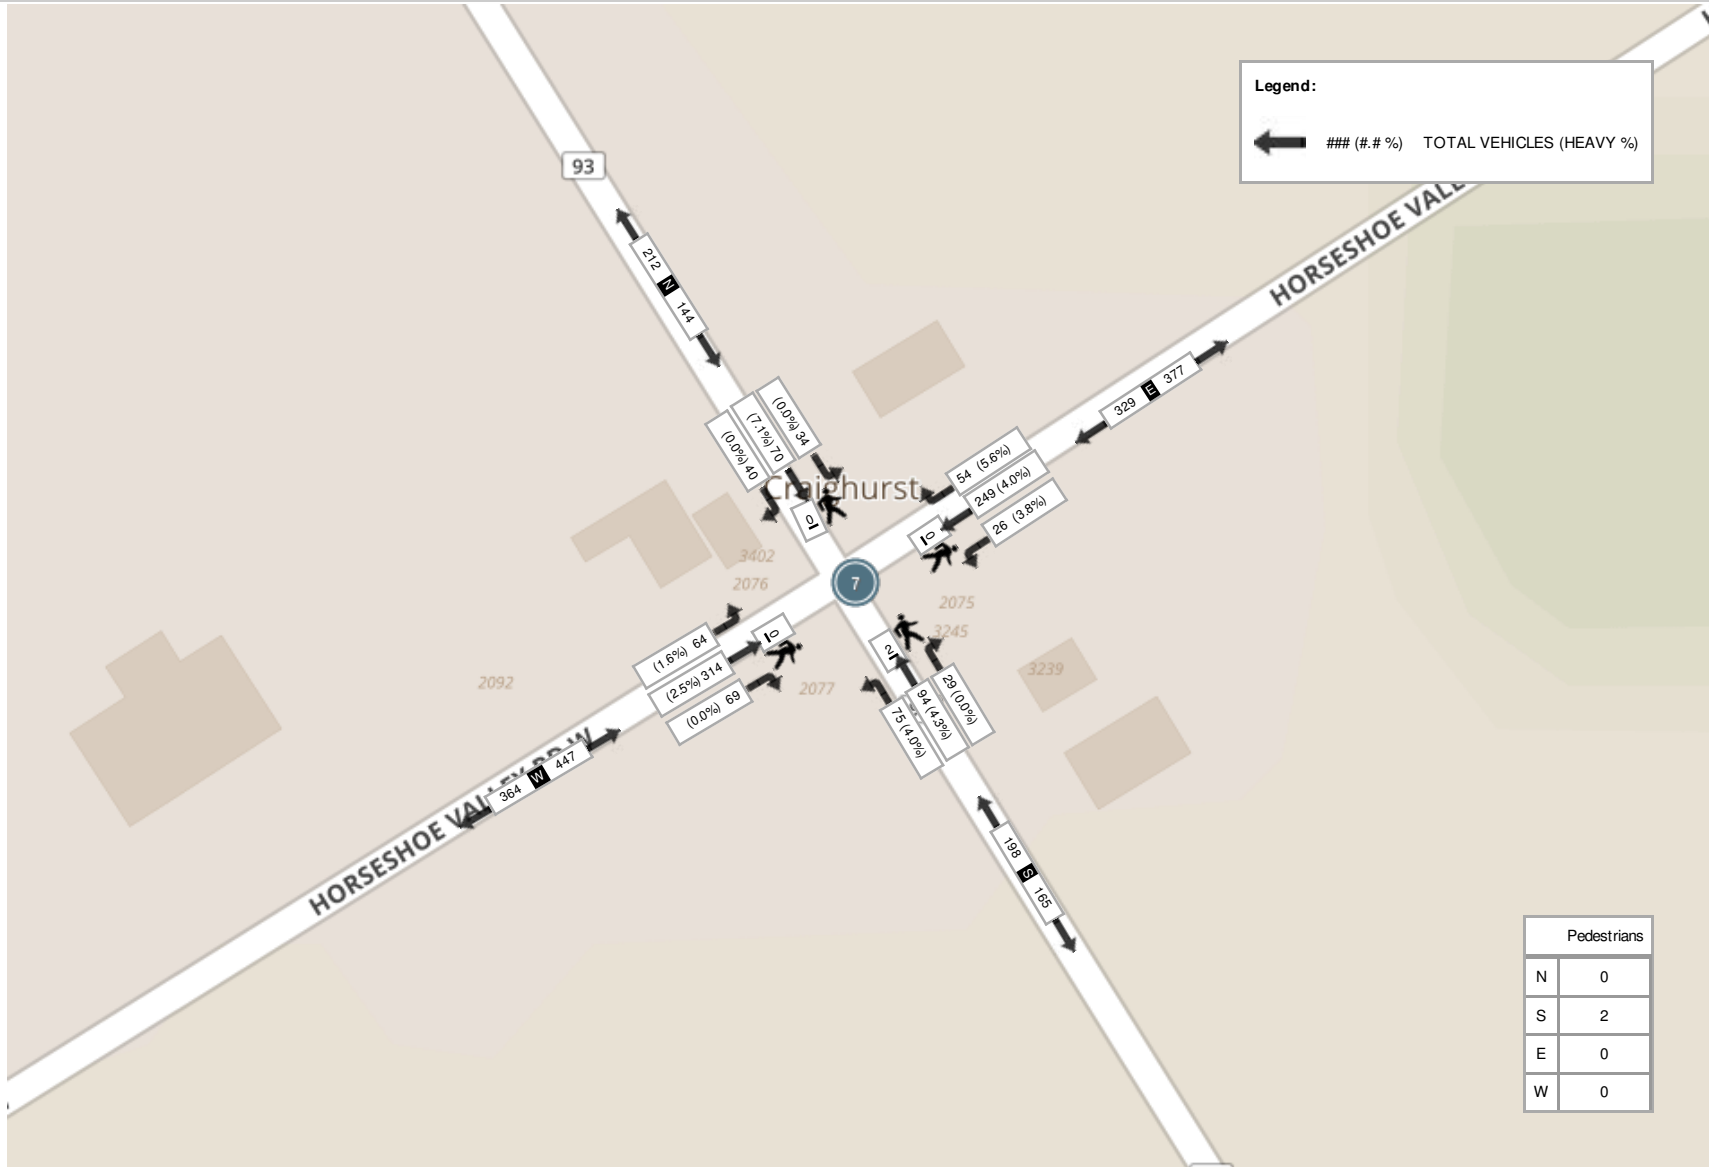 Legend:
### (#.# %) TOTAL VEHICLES (HEAVY %)
93
HORSESHOE
212 N 144
329 E 377
(0.0%) 34
(7.1%) 70
(0.0%) 40
54 (5.6%)
249 (4.0%)
26 (3.8%)
Craighurst
0
0
3402
2076
7
2075
3245
2092
2077
3239
(1.6%) 64
(2.5%) 314
(0.0%) 69
0
2
75 (4.0%)
94 (4.3%)
29 (0.0%)
HORSESHOE VALLEY RD W
364 W 447
198 S 165
Pedestrians
N 0
S 2
E 0
W 0